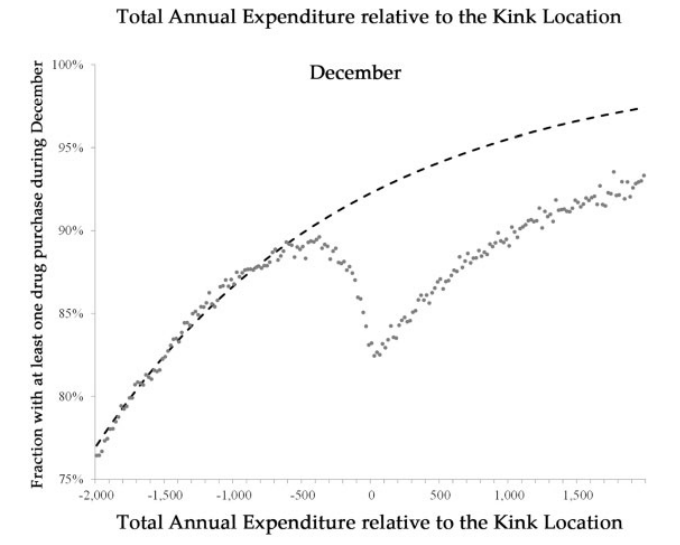 Total Annual Expenditure relative to the Kink Location
December
Fraction with at least one drug purchase during December
100%
95%
90%
85%
80%
75%
-2,000 -1,500 -1,000 -500 0 500 1,000 1,500
Total Annual Expenditure relative to the Kink Location